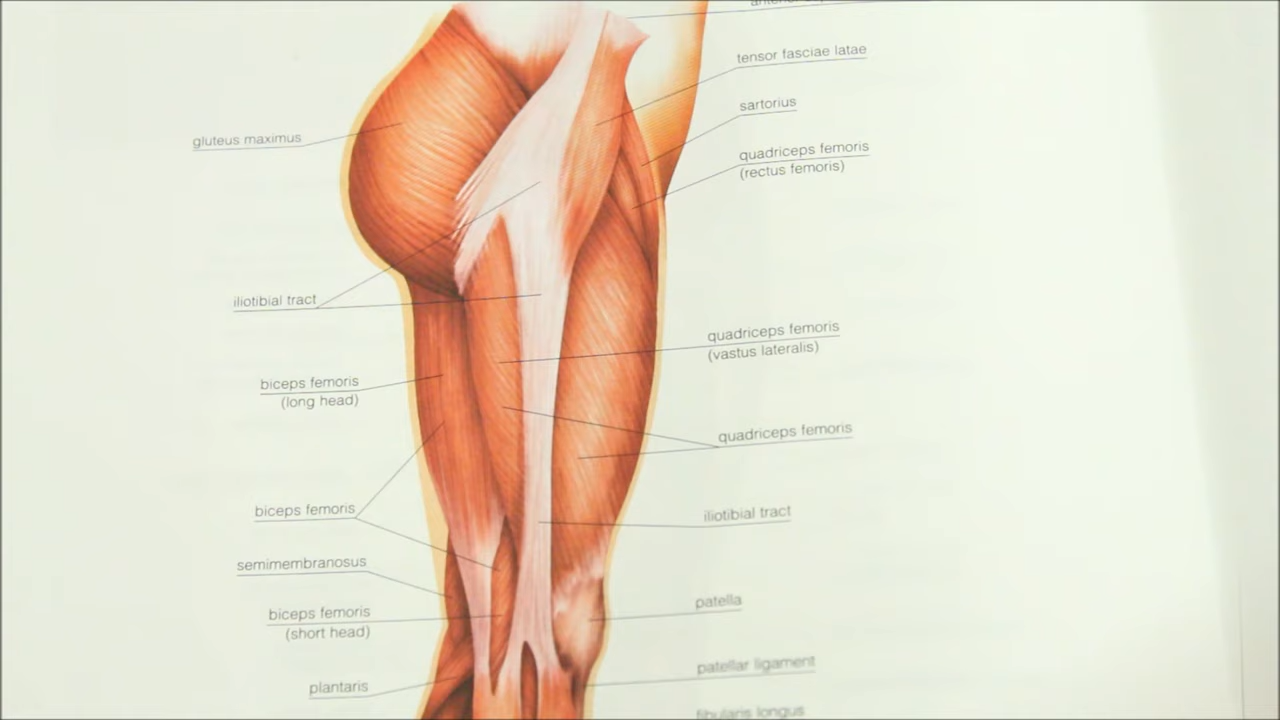 tensor fasciae latae
sartorius
quadriceps femoris
(rectus femoris)
gluteus maximus
iliotibial tract
quadriceps femoris
(vastus lateralis)
biceps femoris
(long head)
quadriceps femoris
biceps femoris
iliotibial tract
semimembranosus
biceps femoris
(short head)
patella
patellar ligament
plantaris
fibularis longus